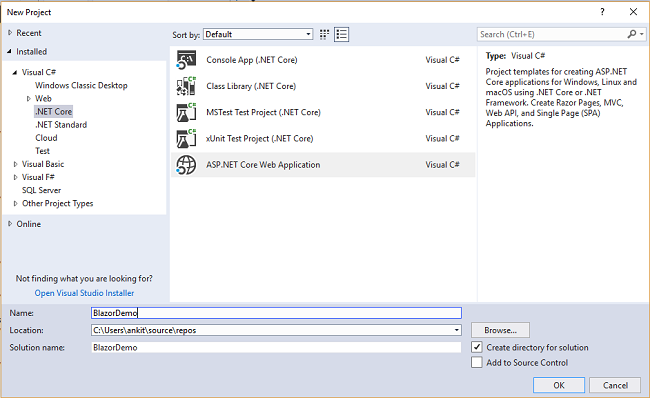 New Project
Recent
Installed
Visual C#
Windows Classic Desktop
Web
.NET Core
.NET Standard
Cloud
Test
Visual Basic
Visual F#
SQL Server
Other Project Types
Online
Not finding what you are looking for?
Open Visual Studio Installer
Sort by: Default
Console App (.NET Core) Visual C#
Class Library (.NET Core) Visual C#
MSTest Test Project (.NET Core) Visual C#
xUnit Test Project (.NET Core) Visual C#
ASP.NET Core Web Application Visual C#
Search (Ctrl+E)
Type: Visual C#
Project templates for creating ASP.NET
Core applications for Windows, Linux and
macOS using .NET Core or .NET
Framework. Create Razor Pages, MVC,
Web API, and Single Page (SPA)
Applications.
Name: BlazorDemo
Location: C:\Users\ankit\source\repos
Browse...
Solution name: BlazorDemo
Create directory for solution
Add to Source Control
OK Cancel